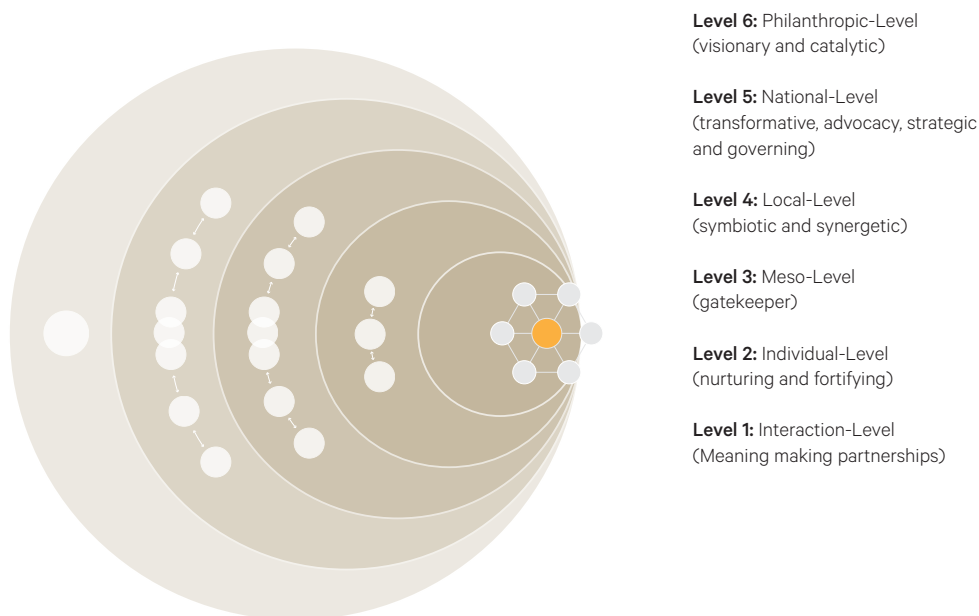 Level 6: Philanthropic-Level
(visionary and catalytic)
Level 5: National-Level
(transformative, advocacy, strategic
and governing)
Level 4: Local-Level
(symbiotic and synergetic)
Level 3: Meso-Level
(gatekeeper)
Level 2: Individual-Level
(nurturing and fortifying)
Level 1: Interaction-Level
(Meaning making partnerships)